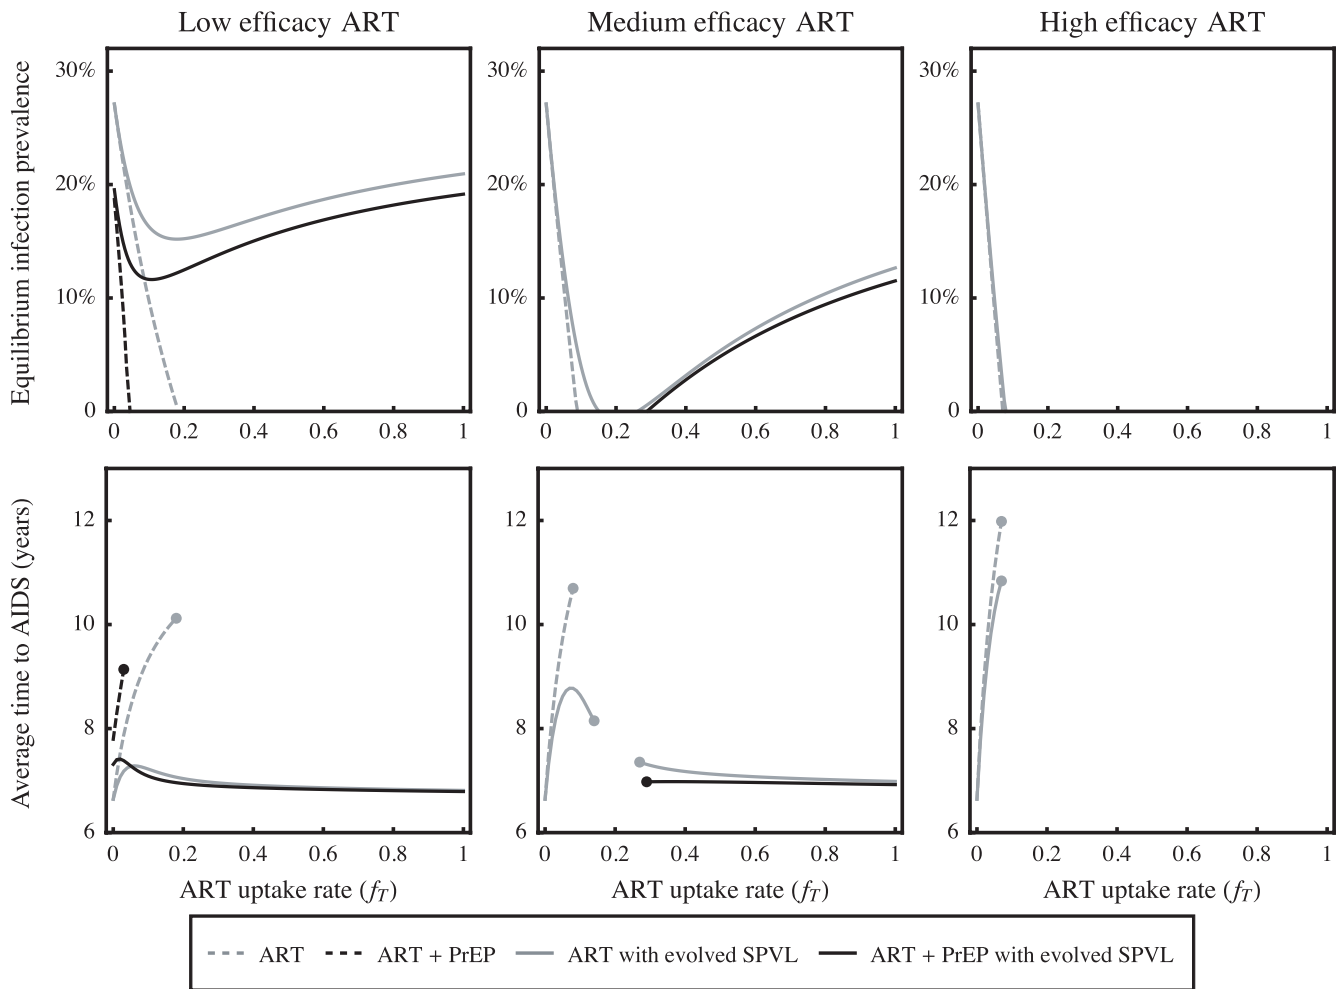 Low efficacy ART
Medium efficacy ART
High efficacy ART
Equilibrium infection prevalence
30%
20%
10%
0
0 0.2 0.4 0.6 0.8 1
30%
20%
10%
0
0 0.2 0.4 0.6 0.8 1
30%
20%
10%
0
0 0.2 0.4 0.6 0.8 1
Average time to AIDS (years)
12
10
8
6
0 0.2 0.4 0.6 0.8 1
ART uptake rate (f_T)
12
10
8
6
0 0.2 0.4 0.6 0.8 1
ART uptake rate (f_T)
12
10
8
6
0 0.2 0.4 0.6 0.8 1
ART uptake rate (f_T)
ART ART + PrEP ART with evolved SPVL ART + PrEP with evolved SPVL